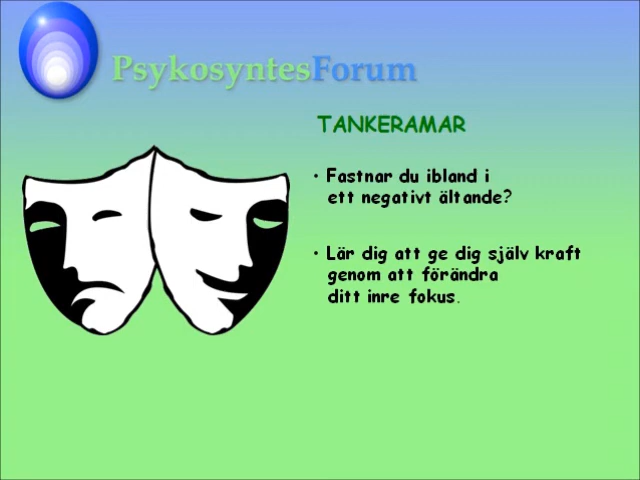 PsykosyntesForum
TANKERAMAR
• Fastnar du ibland i
ett negativt ältande?
• Lär dig att ge dig själv kraft
genom att förändra
ditt inre fokus.